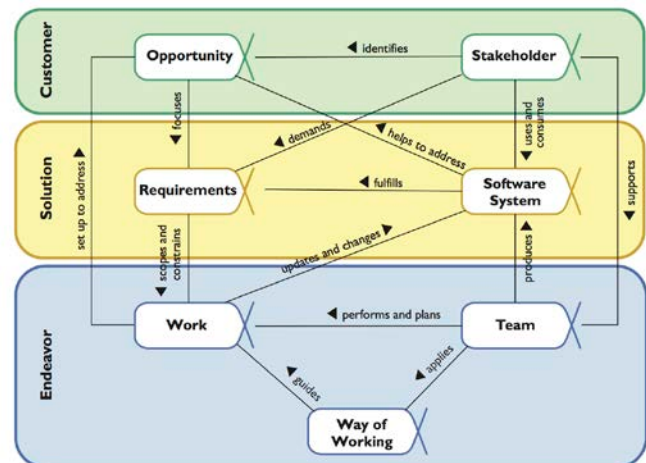 Customer
Opportunity
◄ identifies
Stakeholder
◄ focuses
◄ demands
◄ helps to address
uses and
consumes ►
Solution
set up to address ►
Requirements
◄ fulfills
Software
System
supports ►
◄ scopes and
constrains
updates and changes ►
produces ►
Endeavor
Work
◄ performs and plans
Team
◄ guides
◄ applies
Way of
Working